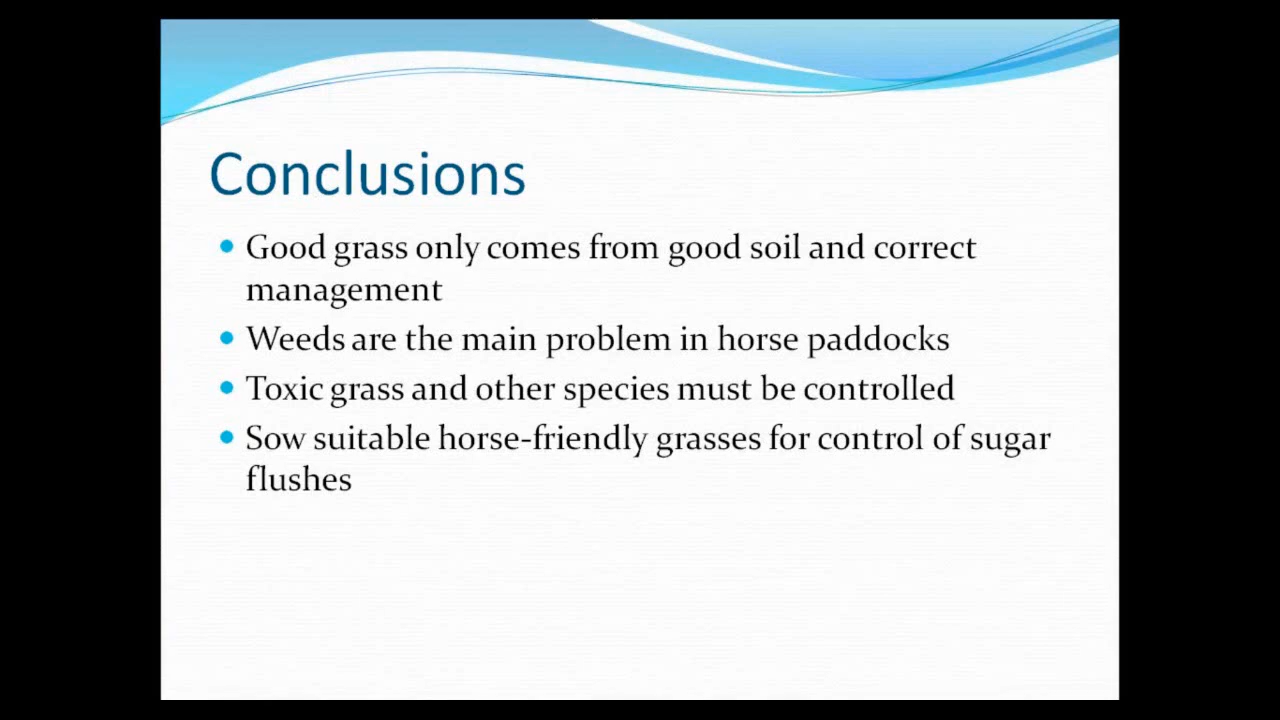 Conclusions
Good grass only comes from good soil and correct
management
Weeds are the main problem in horse paddocks
Toxic grass and other species must be controlled
Sow suitable horse-friendly grasses for control of sugar
flushes